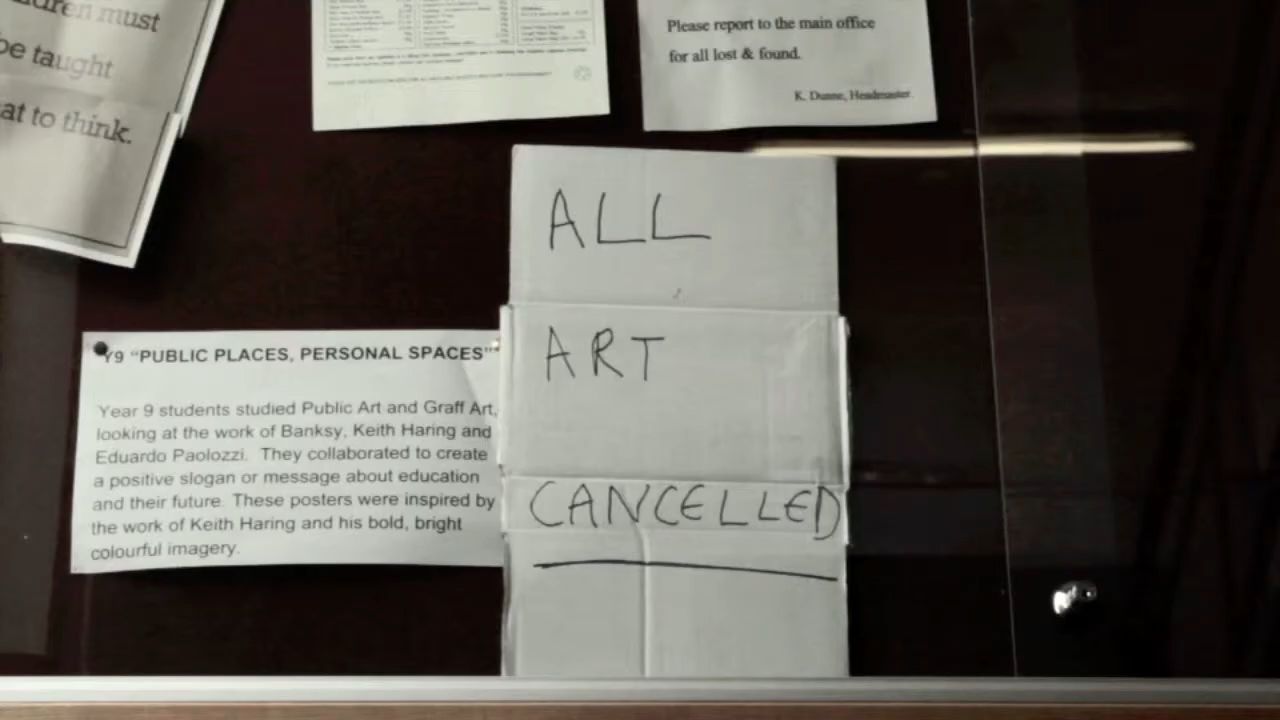 ren must
be taught
at to think.
Please report to the main office
for all lost & found.
K. Dunne, Headmaster.
ALL
ART
CANCELLED
Y9 “PUBLIC PLACES, PERSONAL SPACES”
Year 9 students studied Public Art and Graff Art,
looking at the work of Banksy, Keith Haring and
Eduardo Paolozzi. They collaborated to create
a positive slogan or message about education
and their future. These posters were inspired by
the work of Keith Haring and his bold, bright
colourful imagery.